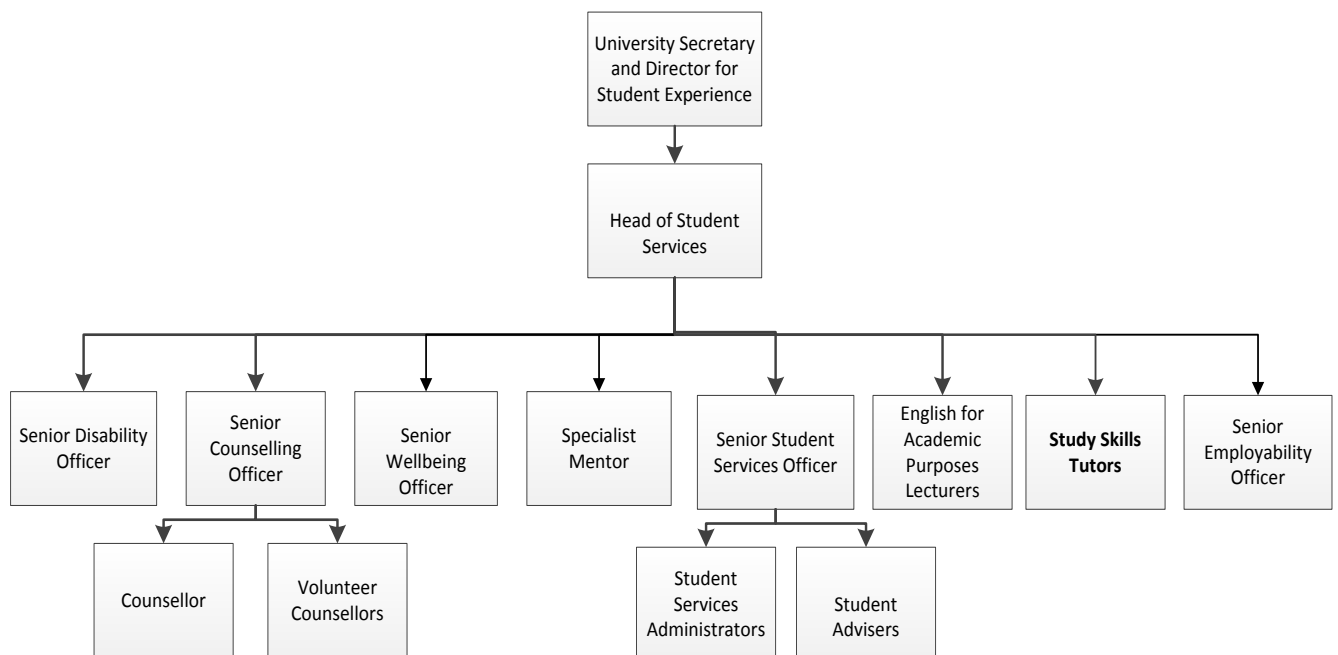 University Secretary
and Director for
Student Experience
Head of Student
Services
Senior Disability
Officer
Senior
Counselling
Officer
Senior
Wellbeing
Officer
Specialist
Mentor
Senior Student
Services Officer
English for
Academic
Purposes
Lecturers
Study Skills
Tutors
Senior
Employability
Officer
Counsellor
Volunteer
Counsellors
Student
Services
Administrators
Student
Advisers